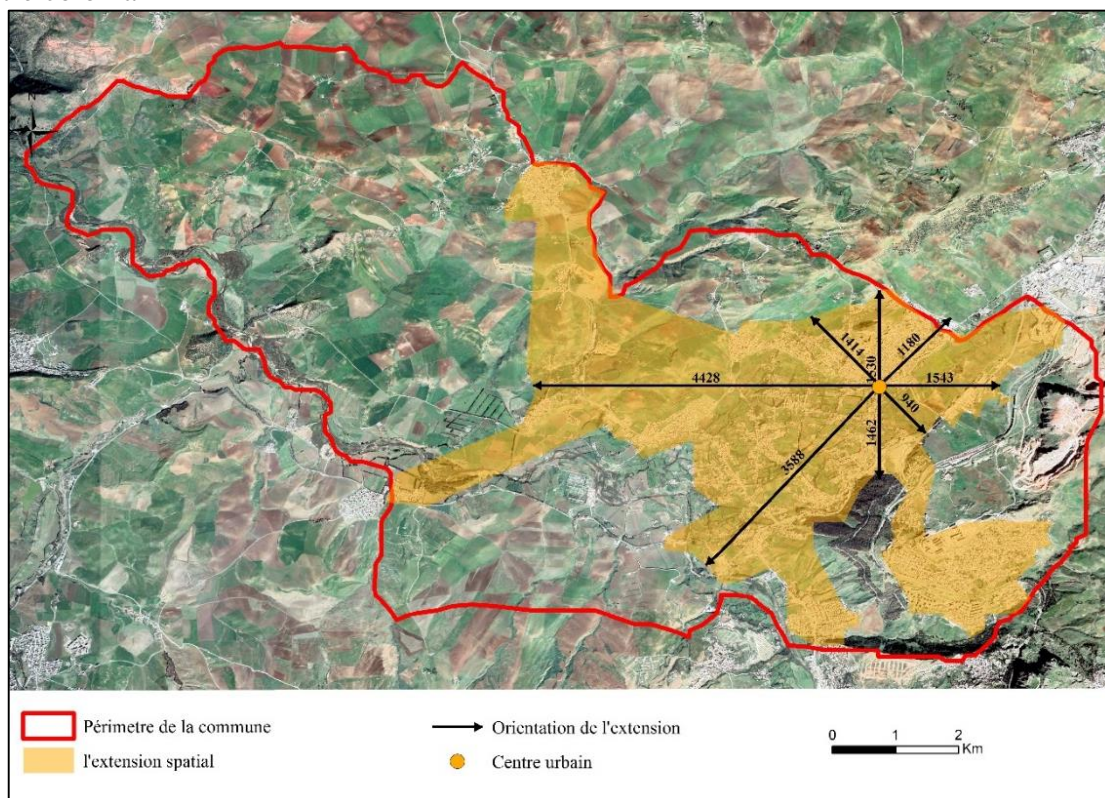 1414
1330
1180
4428
1543
940
1462
3588
Périmetre de la commune
l'extension spatial
Orientation de l'extension
Centre urbain
0 1 2
Km